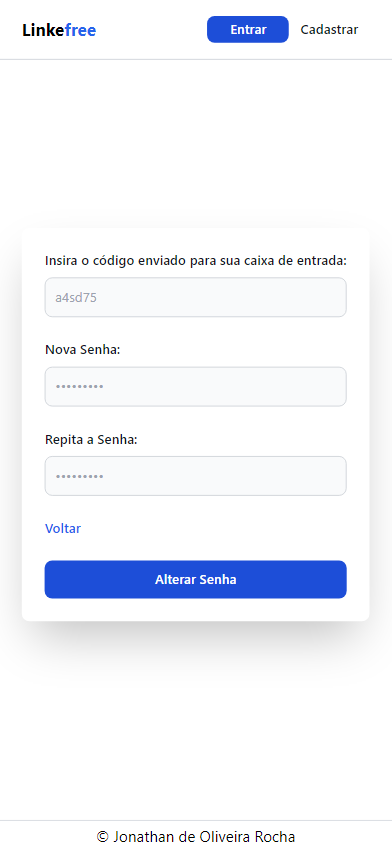 Linkefree
Entrar
Cadastrar
Insira o código enviado para sua caixa de entrada:
a4sd75
Nova Senha:
•••••••••
Repita a Senha:
•••••••••
Voltar
Alterar Senha
© Jonathan de Oliveira Rocha